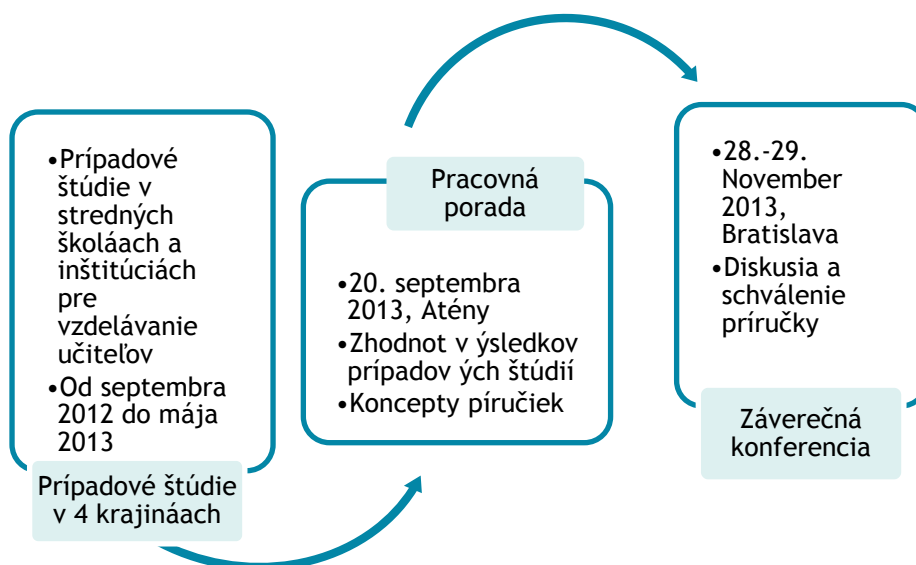 •Prípadové
štúdie v
stredných
školáach a
inštitúciách
pre
vzdelávanie
učiteľov
•Od septembra
2012 do mája
2013
Prípadové štúdie
v 4 krajináach
Pracovná
porada
•20. septembra
2013, Atény
•Zhodnot v ýsledkov
prípadov ých štúdií
•Koncepty píručiek
•28.-29.
November
2013,
Bratislava
•Diskusia a
schválenie
príručky
Záverečná
konferencia